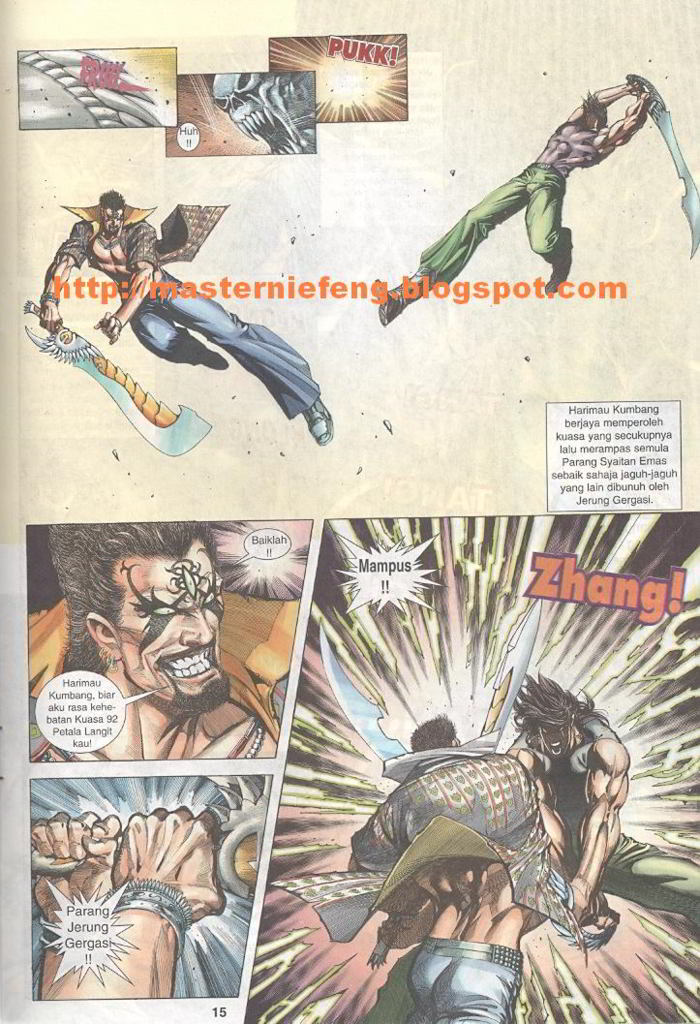 PUKK!
Huh
!!
http://masterniefeng.blogspot.com
Harimau Kumbang
berjaya memperoleh
kuasa yang secukupnya
lalu merampas semula
Parang Syaitan Emas
sebaik sahaja jaguh-jaguh
yang lain dibunuh oleh
Jerung Gergasi.
Baiklah
!!
Harimau
Kumbang, biar
aku rasa kehe-
batan Kuasa 92
Petala Langit
kau!
Parang
Jerung
Gergasi
!!
Mampus
!!
Zhang!
15